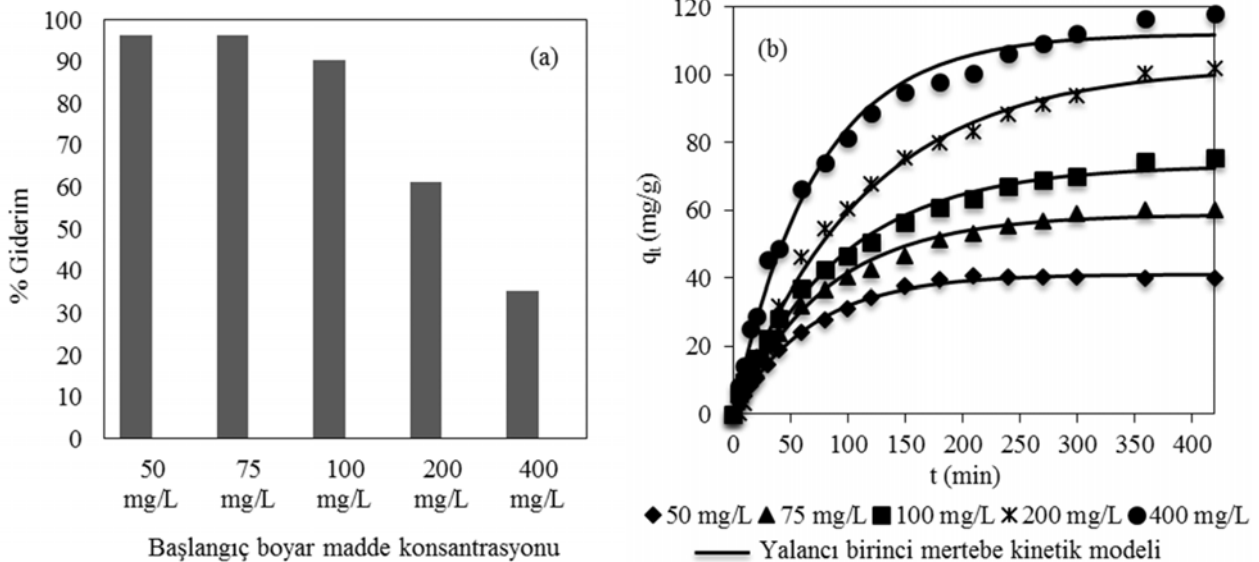 100
90
80
70
60
50
40
30
20
10
0
% Giderim
(a)
50 mg/L
75 mg/L
100 mg/L
200 mg/L
400 mg/L
Başlangıç boyar madde konsantrasyonu
120
100
80
60
40
20
0
qt (mg/g)
(b)
0 50 100 150 200 250 300 350 400
t (min)
50 mg/L 75 mg/L 100 mg/L 200 mg/L 400 mg/L
Yalancı birinci mertebe kinetik modeli